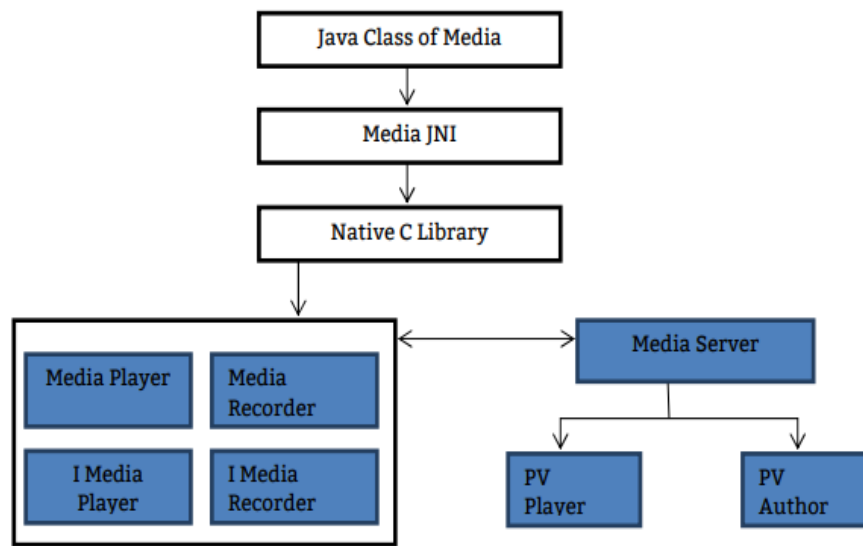 Java Class of Media
Media JNI
Native C Library
Media Player
Media
Recorder
I Media
Player
I Media
Recorder
Media Server
PV
Player
PV
Author